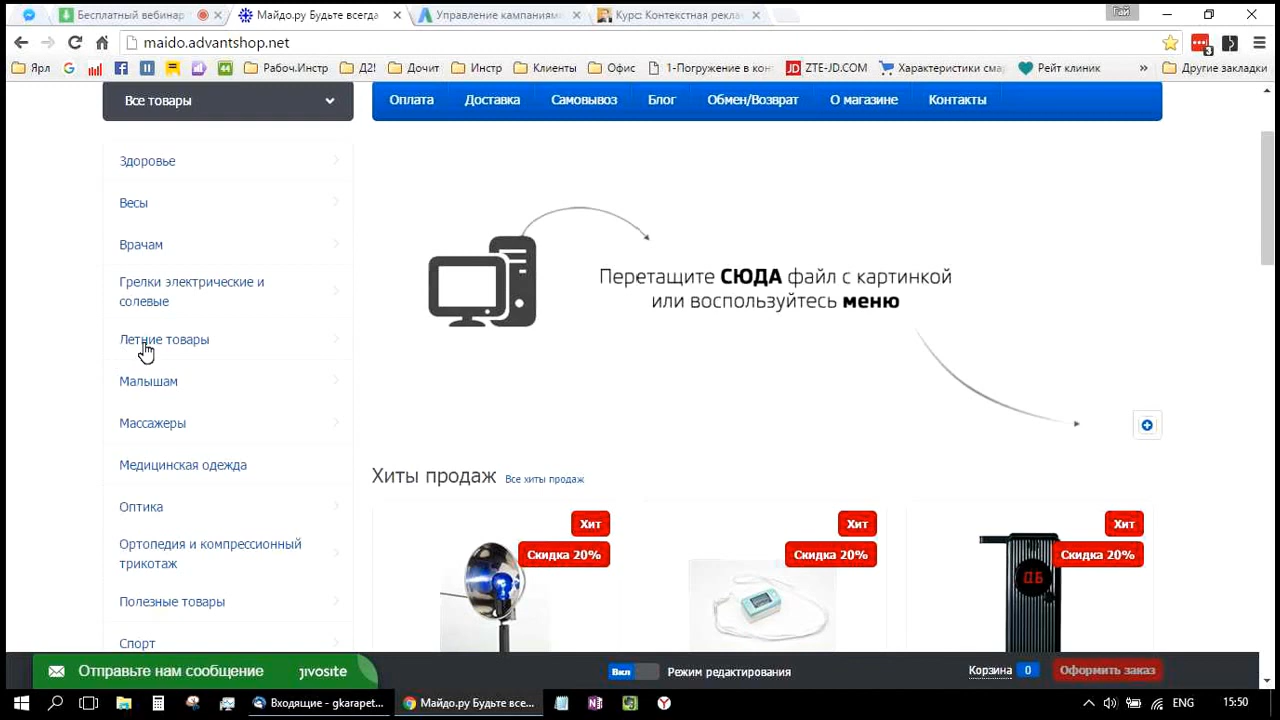 Бесплатный вебинар
Майдо.ру Будьте всегда
Управление кампаниями
Курс: Контекстная рекла
Гай
maido.advantshop.net
3
Ярл
44
Рабоч.Инстр
Д2!
Дочит
Инстр
Клиенты
Офис
1-Погружение в кон
ZTE-JD.COM
Характеристики сма
Рейт клиник
»
Другие закладки
Все товары
Оплата
Доставка
Самовывоз
Блог
Обмен/Возврат
О магазине
Контакты
Здоровье
Весы
Врачам
Грелки электрические и
солевые
Летние товары
Малышам
Массажеры
Медицинская одежда
Оптика
Ортопедия и компрессионный
трикотаж
Полезные товары
Спорт
Перетащите СЮДА файл с картинкой
или воспользуйтесь меню
Хиты продаж
Все хиты продаж
Хит
Скидка 20%
Хит
Скидка 20%
Хит
Скидка 20%
Отправьте нам сообщение
jivosite
Вкл
Режим редактирования
Корзина
0
Оформить заказ
Входящие - gkarapet...
Майдо.ру Будьте все...
ENG
15:50